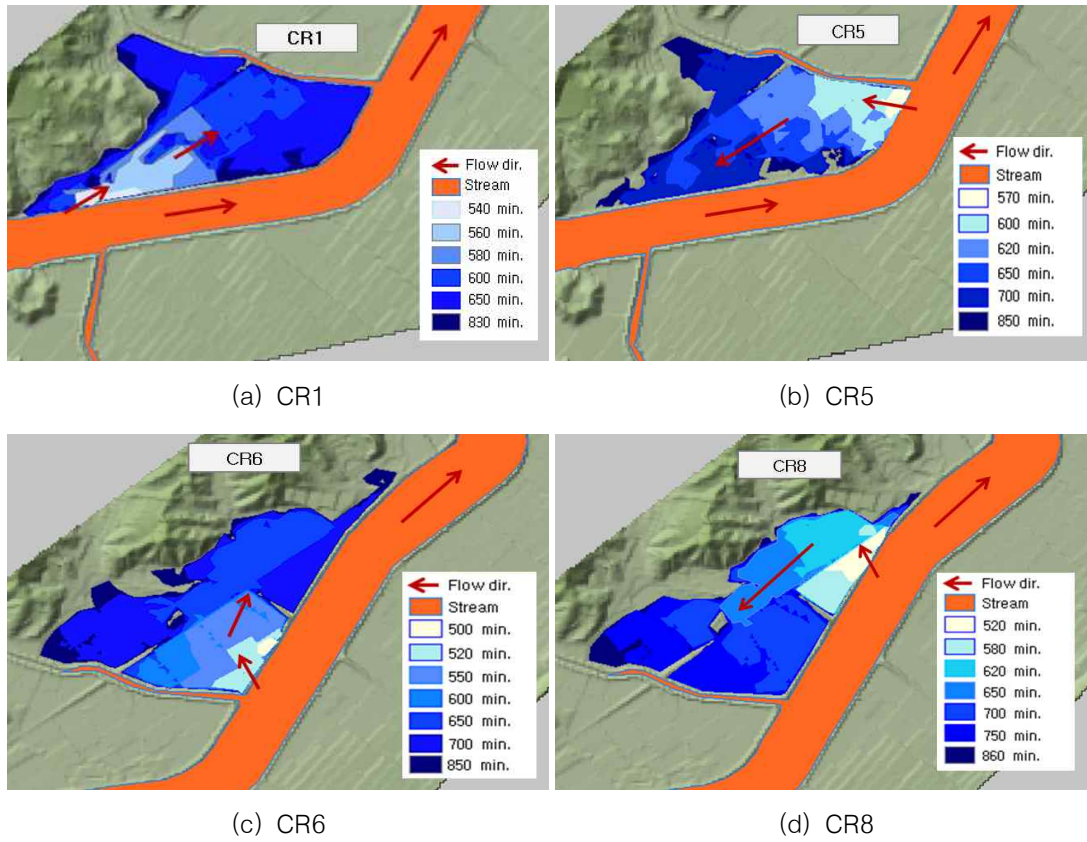 CR1
Flow dir.
Stream
540 min.
560 min.
580 min.
600 min.
650 min.
830 min.
(a) CR1
CR5
Flow dir.
Stream
570 min.
600 min.
620 min.
650 min.
700 min.
850 min.
(b) CR5
CR6
Flow dir.
Stream
500 min.
520 min.
550 min.
600 min.
650 min.
700 min.
850 min.
(c) CR6
CR8
Flow dir.
Stream
520 min.
580 min.
620 min.
650 min.
700 min.
750 min.
860 min.
(d) CR8